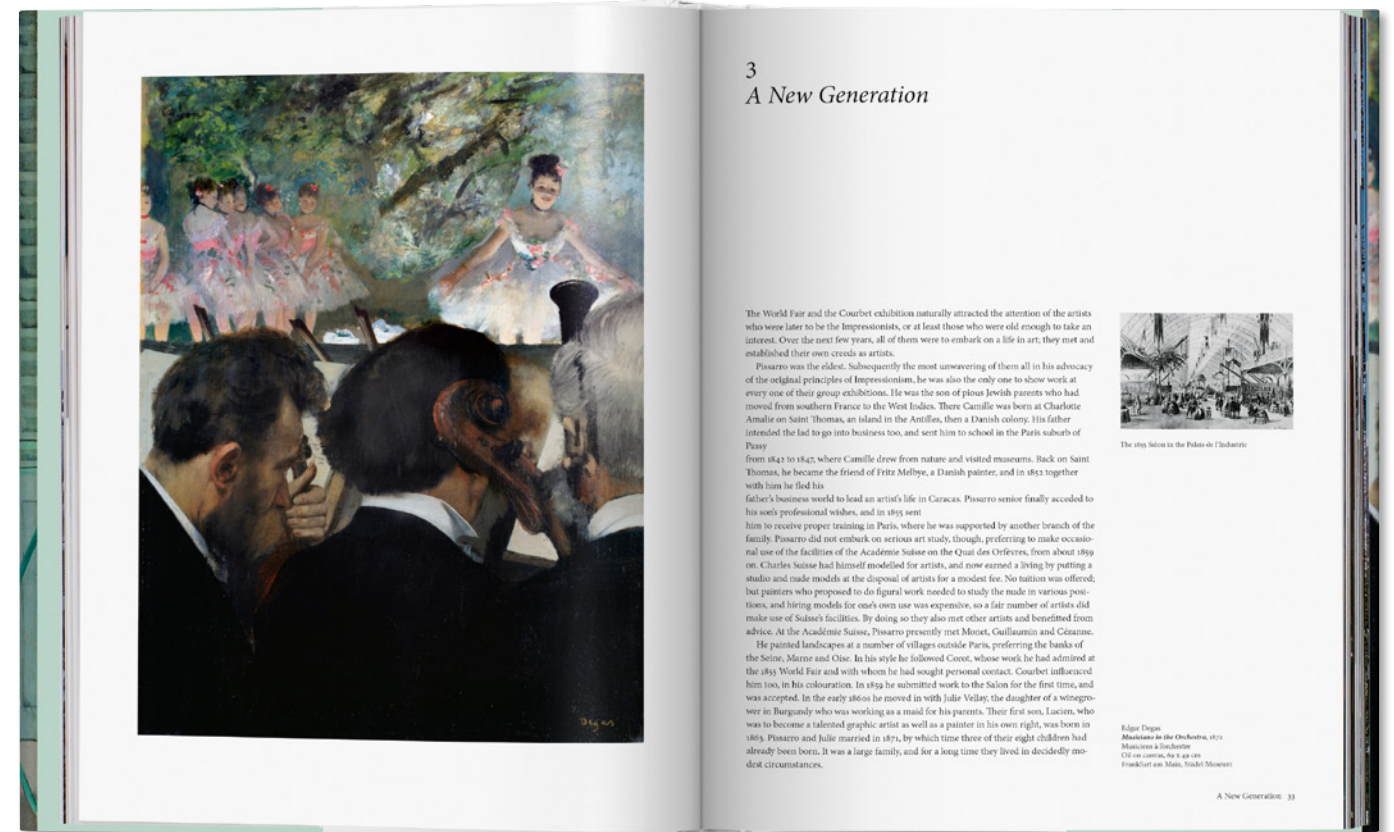 Degas
3
A New Generation
The World Fair and the Courbet exhibition naturally attracted the attention of the artists
who were later to be the Impressionists, or at least those who were old enough to take an
interest. Over the next few years, all of them were to embark on a life in art; they met and
established their own creeds as artists.
Pissarro was the eldest. Subsequently the most unwavering of them all in his advocacy
of the original principles of Impressionism, he was also the only one to show work at
every one of their group exhibitions. He was the son of pious Jewish parents who had
moved from southern France to the West Indies. There Camille was born at Charlotte
Amalie on Saint Thomas, an island in the Antilles, then a Danish colony. His father
intended the lad to go into business too, and sent him to school in the Paris suburb of
Passy
from 1842 to 1847, where Camille drew from nature and visited museums. Back on Saint
Thomas, he became the friend of Fritz Melbye, a Danish painter, and in 1852 together
with him he fled his
father's business world to lead an artist's life in Caracas. Pissarro senior finally acceded to
his son's professional wishes, and in 1855 sent
him to receive proper training in Paris, where he was supported by another branch of the
family. Pissarro did not embark on serious art study, though, preferring to make occasio-
nal use of the facilities of the Académie Suisse on the Quai des Orfèvres, from about 1859
on. Charles Suisse had himself modelled for artists, and now earned a living by putting a
studio and nude models at the disposal of artists for a modest fee. No tuition was offered;
but painters who proposed to do figural work needed to study the nude in various posi-
tions, and hiring models for one's own use was expensive, so a fair number of artists did
make use of Suisse's facilities. By doing so they also met other artists and benefitted from
advice. At the Académie Suisse, Pissarro presently met Monet, Guillaumin and Cézanne.
He painted landscapes at a number of villages outside Paris, preferring the banks of
the Seine, Marne and Oise. In his style he followed Corot, whose work he had admired at
the 1855 World Fair and with whom he had sought personal contact. Courbet influenced
him too, in his colouration. In 1859 he submitted work to the Salon for the first time, and
was accepted. In the early 1860s he moved in with Julie Vellay, the daughter of a winegro-
wer in Burgundy who was working as a maid for his parents. Their first son, Lucien, who
was to become a talented graphic artist as well as a painter in his own right, was born in
1863. Pissarro and Julie married in 1871, by which time three of their eight children had
already been born. It was a large family, and for a long time they lived in decidedly mo-
dest circumstances.
The 1855 Salon in the Palais de l'Industrie
Edgar Degas
Musicians in the Orchestra, 1872
Musiciens à l'orchestre
Oil on canvas, 69 x 49 cm
Frankfurt am Main, Städel Museum
A New Generation 33